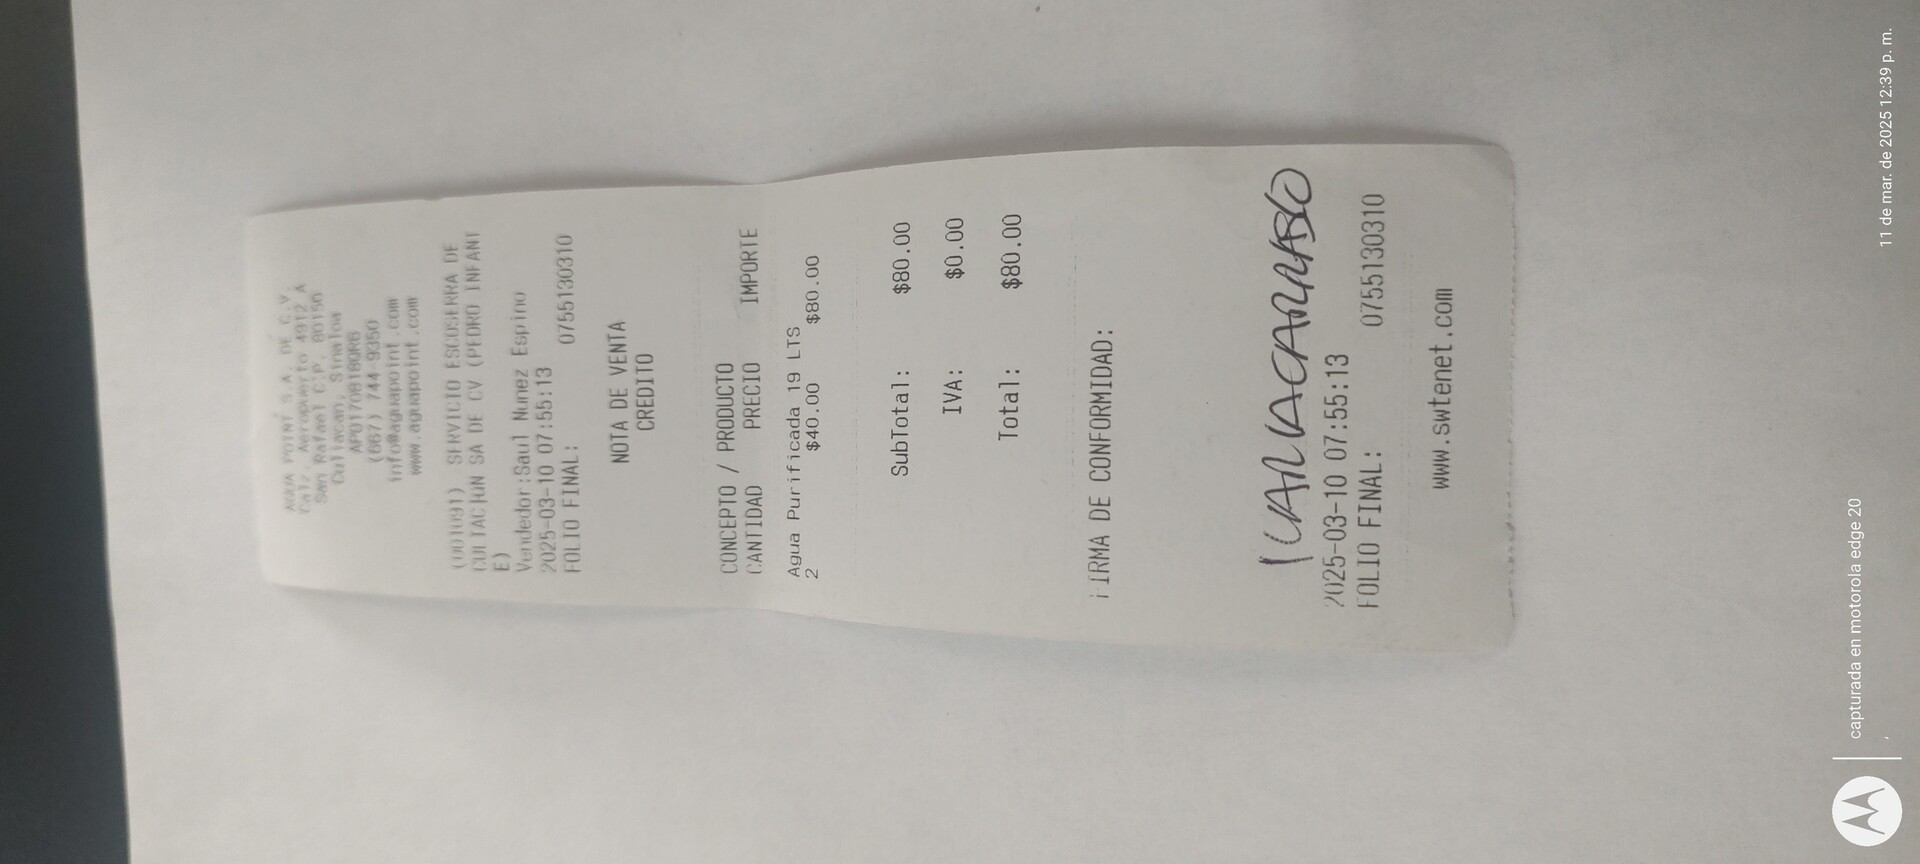 AGUA POINT S.A. DE C.V.
Calz. Aeropuerto 4912 A
San Rafael C.P. 80150
Culiacan, Sinaloa
(667) 744-9350
info@aguapoint.com
www.aguapoint.com
(001091) SERVICIO ESCOSERRA DE
CULTACION SA DE CV (PEDRO INFANT
E)
Vendedor:Saul Nunez Espino
2025-03-10 07:55:13
FOLIO FINAL: 0755130310
NOTA DE VENTA
CREDITO
CONCEPTO / PRODUCTO
CANTIDAD PRECIO IMPORTE
Agua Purificada 19 LTS
2 $40.00 $80.00
SubTotal: $80.00
IVA: $0.00
Total: $80.00
FIRMA DE CONFORMIDAD:
2025-03-10 07:55:13
FOLIO FINAL: 0755130310
www.swtenet.com
capturada en motorola edge 20
11 de mar. de 2025 12:39 p. m.